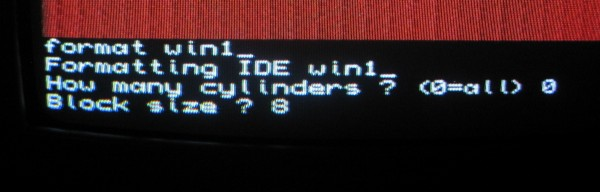 format win1_
Formatting IDE win1_
How many cylinders ? (0=all) 0
Block size ? 8